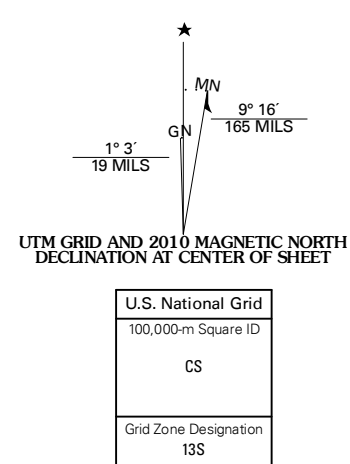 ★
MN
GN
9° 16´
165 MILS
1° 3´
19 MILS
UTM GRID AND 2010 MAGNETIC NORTH
DECLINATION AT CENTER OF SHEET
U.S. National Grid
100,000-m Square ID
CS
Grid Zone Designation
13S